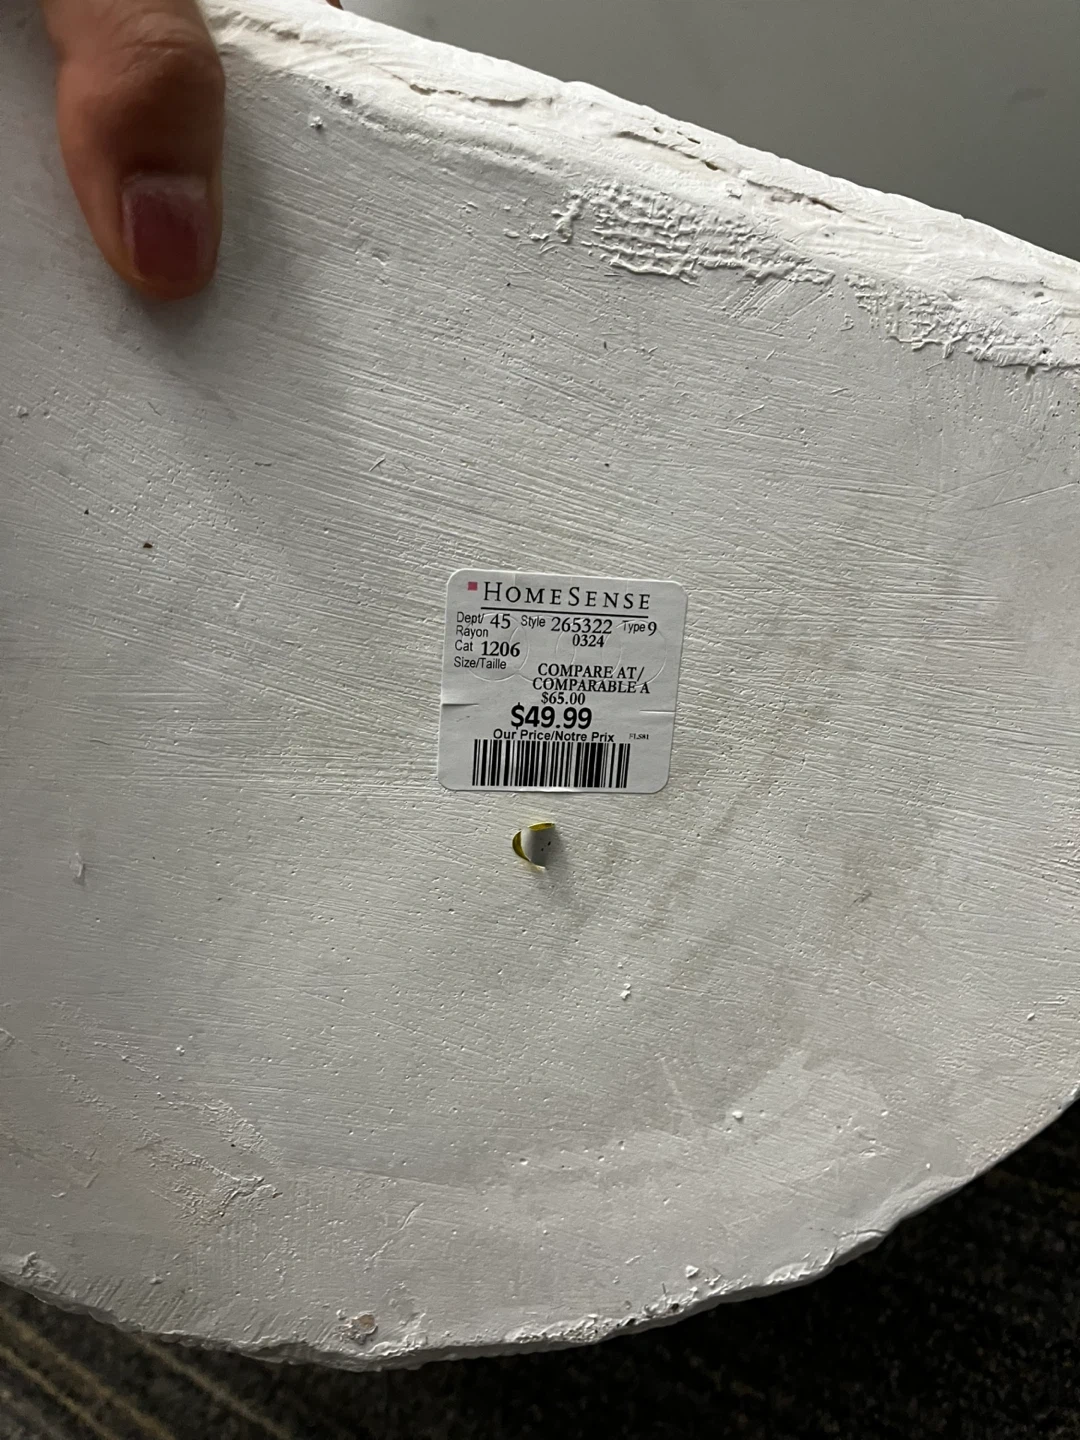 HOMESENSE
Dept/ 45 Style 265322 Type 9
Rayon 0324
Cat 1206
Size/Taille
COMPARE AT/
COMPARABLE A
$65.00
$49.99
Our Price/Notre Prix